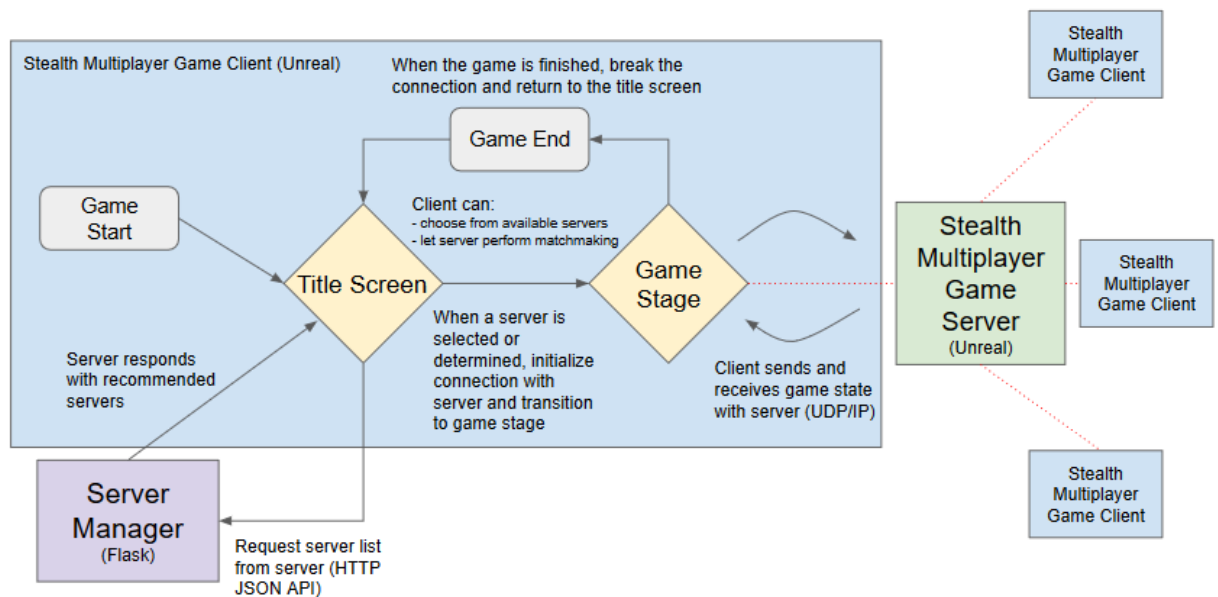 Stealth Multiplayer Game Client (Unreal)
When the game is finished, break the
connection and return to the title screen
Game End
Game
Start
Client can:
- choose from available servers
- let server perform matchmaking
Title Screen
Game
Stage
When a server is
selected or
determined, initialize
connection with
server and transition
to game stage
Server responds
with recommended
servers
Client sends and
receives game state
with server (UDP/IP)
Server
Manager
(Flask)
Request server list
from server (HTTP
JSON API)
Stealth
Multiplayer
Game
Server
(Unreal)
Stealth
Multiplayer
Game Client
Stealth
Multiplayer
Game Client
Stealth
Multiplayer
Game Client